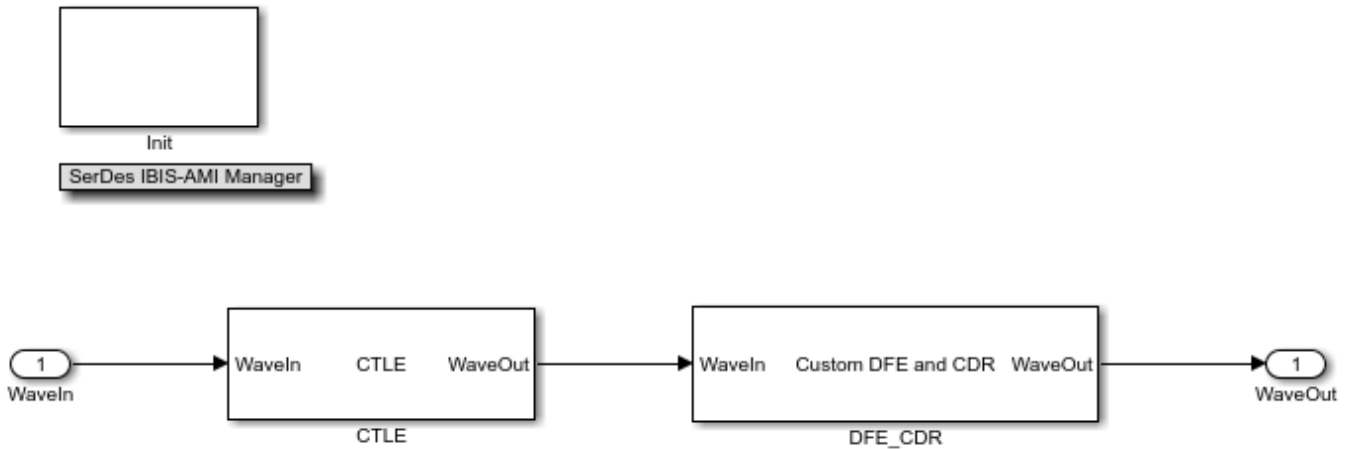 Init
SerDes IBIS-AMI Manager
1
WaveIn
WaveIn CTLE WaveOut
CTLE
WaveIn Custom DFE and CDR WaveOut
DFE_CDR
1
WaveOut